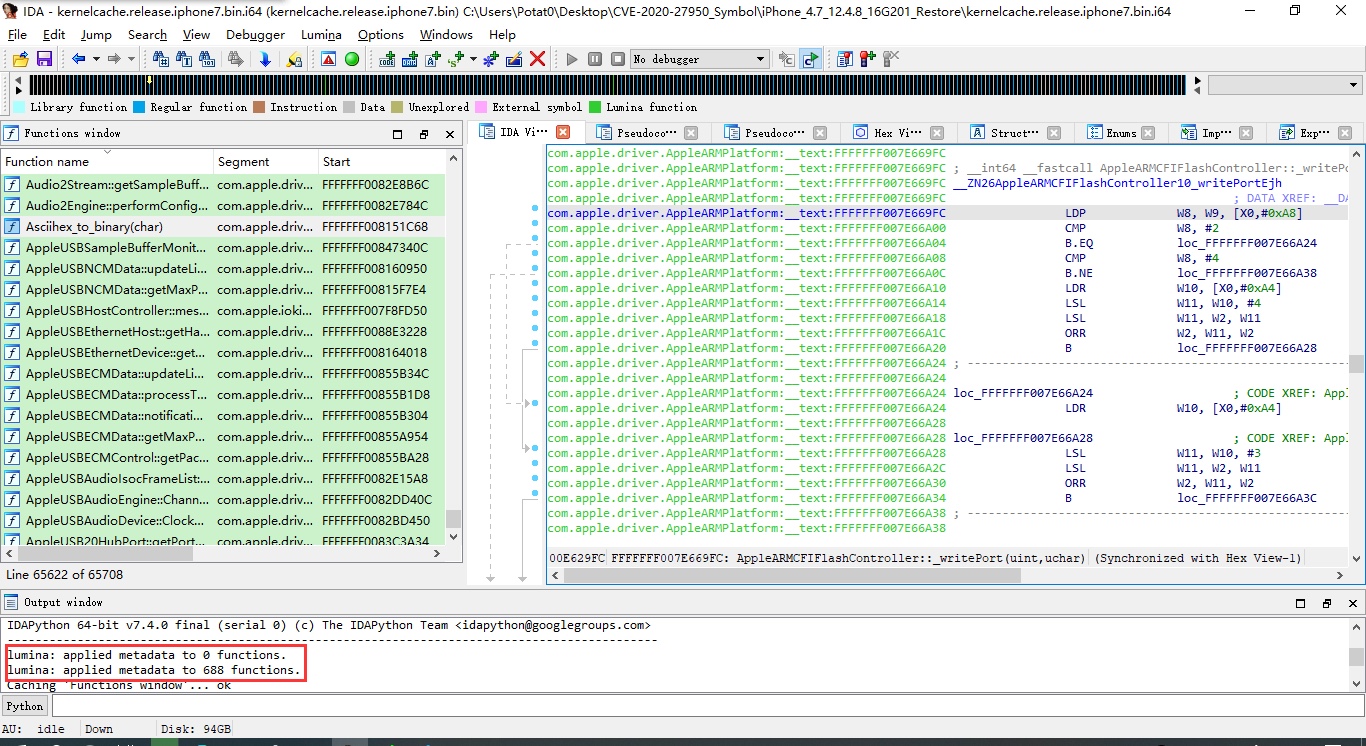 IDA - kernelcache.release.iphone7.bin.i64 (kernelcache.release.iphone7.bin) C:\Users\Potat0\Desktop\CVE-2020-27950_Symbol\iPhone_4.7_12.4.8_16G201_Restore\kernelcache.release.iphone7.bin.i64
File Edit Jump Search View Debugger Lumina Options Windows Help
No debugger
Library function Regular function Instruction Data Unexplored External symbol Lumina function
Functions window
IDA Vi··· Pseudoco··· Pseudoco··· Hex Vi··· Struct··· Enums Imp··· Exp···
Function name Segment Start
Audio2Stream::getSampleBuff... com.apple.driv... FFFFFFF0082E8B6C
Audio2Engine::performConfig... com.apple.driv... FFFFFFF0082E784C
Asciihex_to_binary(char) com.apple.driv... FFFFFFF008151C68
AppleUSBSampleBufferMonit... com.apple.driv... FFFFFFF00847340C
AppleUSBNCMData::updateLi... com.apple.driv... FFFFFFF008160950
AppleUSBNCMData::getMaxP... com.apple.driv... FFFFFFF00815F7E4
AppleUSBHostController::mes... com.apple.ioki... FFFFFFF007F8FD50
AppleUSBEthernetHost::getHa... com.apple.driv... FFFFFFF0088E3228
AppleUSBEthernetDevice::get... com.apple.driv... FFFFFFF008164018
AppleUSBECMData::updateLi... com.apple.driv... FFFFFFF00855B34C
AppleUSBECMData::processT... com.apple.driv... FFFFFFF00855B1D8
AppleUSBECMData::notificati... com.apple.driv... FFFFFFF00855B304
AppleUSBECMData::getMaxP... com.apple.driv... FFFFFFF00855A954
AppleUSBECMControl::getPac... com.apple.driv... FFFFFFF00855BA28
AppleUSBAudioIsocFrameList:... com.apple.driv... FFFFFFF0082E15A8
AppleUSBAudioEngine::Chann... com.apple.driv... FFFFFFF0082DD40C
AppleUSBAudioDevice::Clock... com.apple.driv... FFFFFFF0082BD450
AppleUSB20HubPort::getPort... com.apple.driv... FFFFFFF0083C3A34
Line 65622 of 65708
com.apple.driver.AppleARMPlatform:__text:FFFFFFF007E669FC
com.apple.driver.AppleARMPlatform:__text:FFFFFFF007E669FC ; __int64 __fastcall AppleARMCFIFlashController::_writePo
com.apple.driver.AppleARMPlatform:__text:FFFFFFF007E669FC __ZN26AppleARMCFIFlashController10_writePortEjh
com.apple.driver.AppleARMPlatform:__text:FFFFFFF007E669FC ; DATA XREF: __DA
com.apple.driver.AppleARMPlatform:__text:FFFFFFF007E669FC LDP W8, W9, [X0,#0xA8]
com.apple.driver.AppleARMPlatform:__text:FFFFFFF007E66A00 CMP W8, #2
com.apple.driver.AppleARMPlatform:__text:FFFFFFF007E66A04 B.EQ loc_FFFFFFF007E66A24
com.apple.driver.AppleARMPlatform:__text:FFFFFFF007E66A08 CMP W8, #4
com.apple.driver.AppleARMPlatform:__text:FFFFFFF007E66A0C B.NE loc_FFFFFFF007E66A38
com.apple.driver.AppleARMPlatform:__text:FFFFFFF007E66A10 LDR W10, [X0,#0xA4]
com.apple.driver.AppleARMPlatform:__text:FFFFFFF007E66A14 LSL W11, W10, #4
com.apple.driver.AppleARMPlatform:__text:FFFFFFF007E66A18 LSL W11, W2, W11
com.apple.driver.AppleARMPlatform:__text:FFFFFFF007E66A1C ORR W2, W11, W2
com.apple.driver.AppleARMPlatform:__text:FFFFFFF007E66A20 B loc_FFFFFFF007E66A28
com.apple.driver.AppleARMPlatform:__text:FFFFFFF007E66A24 ; ---------------------------------------------------------
com.apple.driver.AppleARMPlatform:__text:FFFFFFF007E66A24
com.apple.driver.AppleARMPlatform:__text:FFFFFFF007E66A24 loc_FFFFFFF007E66A24 ; CODE XREF: Appl
com.apple.driver.AppleARMPlatform:__text:FFFFFFF007E66A24 LDR W10, [X0,#0xA4]
com.apple.driver.AppleARMPlatform:__text:FFFFFFF007E66A28
com.apple.driver.AppleARMPlatform:__text:FFFFFFF007E66A28 loc_FFFFFFF007E66A28 ; CODE XREF: Appl
com.apple.driver.AppleARMPlatform:__text:FFFFFFF007E66A28 LSL W11, W10, #3
com.apple.driver.AppleARMPlatform:__text:FFFFFFF007E66A2C LSL W11, W2, W11
com.apple.driver.AppleARMPlatform:__text:FFFFFFF007E66A30 ORR W2, W11, W2
com.apple.driver.AppleARMPlatform:__text:FFFFFFF007E66A34 B loc_FFFFFFF007E66A3C
com.apple.driver.AppleARMPlatform:__text:FFFFFFF007E66A38 ; ---------------------------------------------------------
com.apple.driver.AppleARMPlatform:__text:FFFFFFF007E66A38
00E629FC FFFFFFF007E669FC: AppleARMCFIFlashController::_writePort(uint,uchar) (Synchronized with Hex View-1)
Output window
IDAPython 64-bit v7.4.0 final (serial 0) (c) The IDAPython Team <idapython@googlegroups.com>
-----------------------------------------------------------------------------------------
lumina: applied metadata to 0 functions.
lumina: applied metadata to 688 functions.
Caching 'Functions window'... ok
Python
AU: idle Down Disk: 94GB